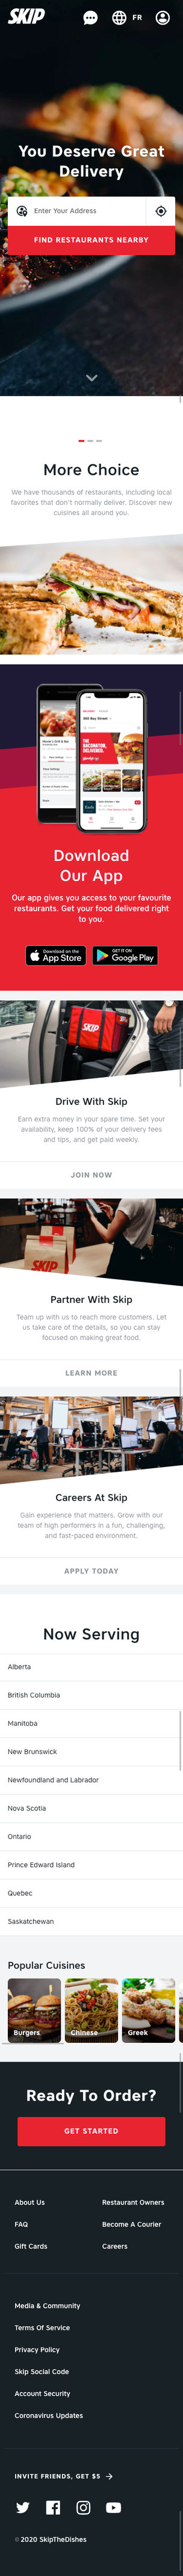 SKIP
FR
You Deserve Great
Delivery
Enter Your Address
FIND RESTAURANTS NEARBY
More Choice
We have thousands of restaurants, including local
favorites that don't normally deliver. Discover new
cuisines all around you.
360 Bay Street
THE
BACONATOR,
DELIVERED.
Download
Our App
Our app gives you access to your favourite
restaurants. Get your food delivered right
to you.
Download on the
App Store
GET IT ON
Google Play
SKIP
Drive With Skip
Earn extra money in your spare time. Set your
availability, keep 100% of your delivery fees
and tips, and get paid weekly.
JOIN NOW
SKIP
Partner With Skip
Team up with us to reach more customers. Let
us take care of the details, so you can stay
focused on making great food.
LEARN MORE
Careers At Skip
Gain experience that matters. Grow with our
team of high performers in a fun, challenging,
and fast-paced environment.
APPLY TODAY
Now Serving
Alberta
British Columbia
Manitoba
New Brunswick
Newfoundland and Labrador
Nova Scotia
Ontario
Prince Edward Island
Quebec
Saskatchewan
Popular Cuisines
Burgers
Chinese
Greek
Ready To Order?
GET STARTED
About Us
Restaurant Owners
FAQ
Become A Courier
Gift Cards
Careers
Media & Community
Terms Of Service
Privacy Policy
Skip Social Code
Account Security
Coronavirus Updates
INVITE FRIENDS, GET $5
© 2020 SkipTheDishes